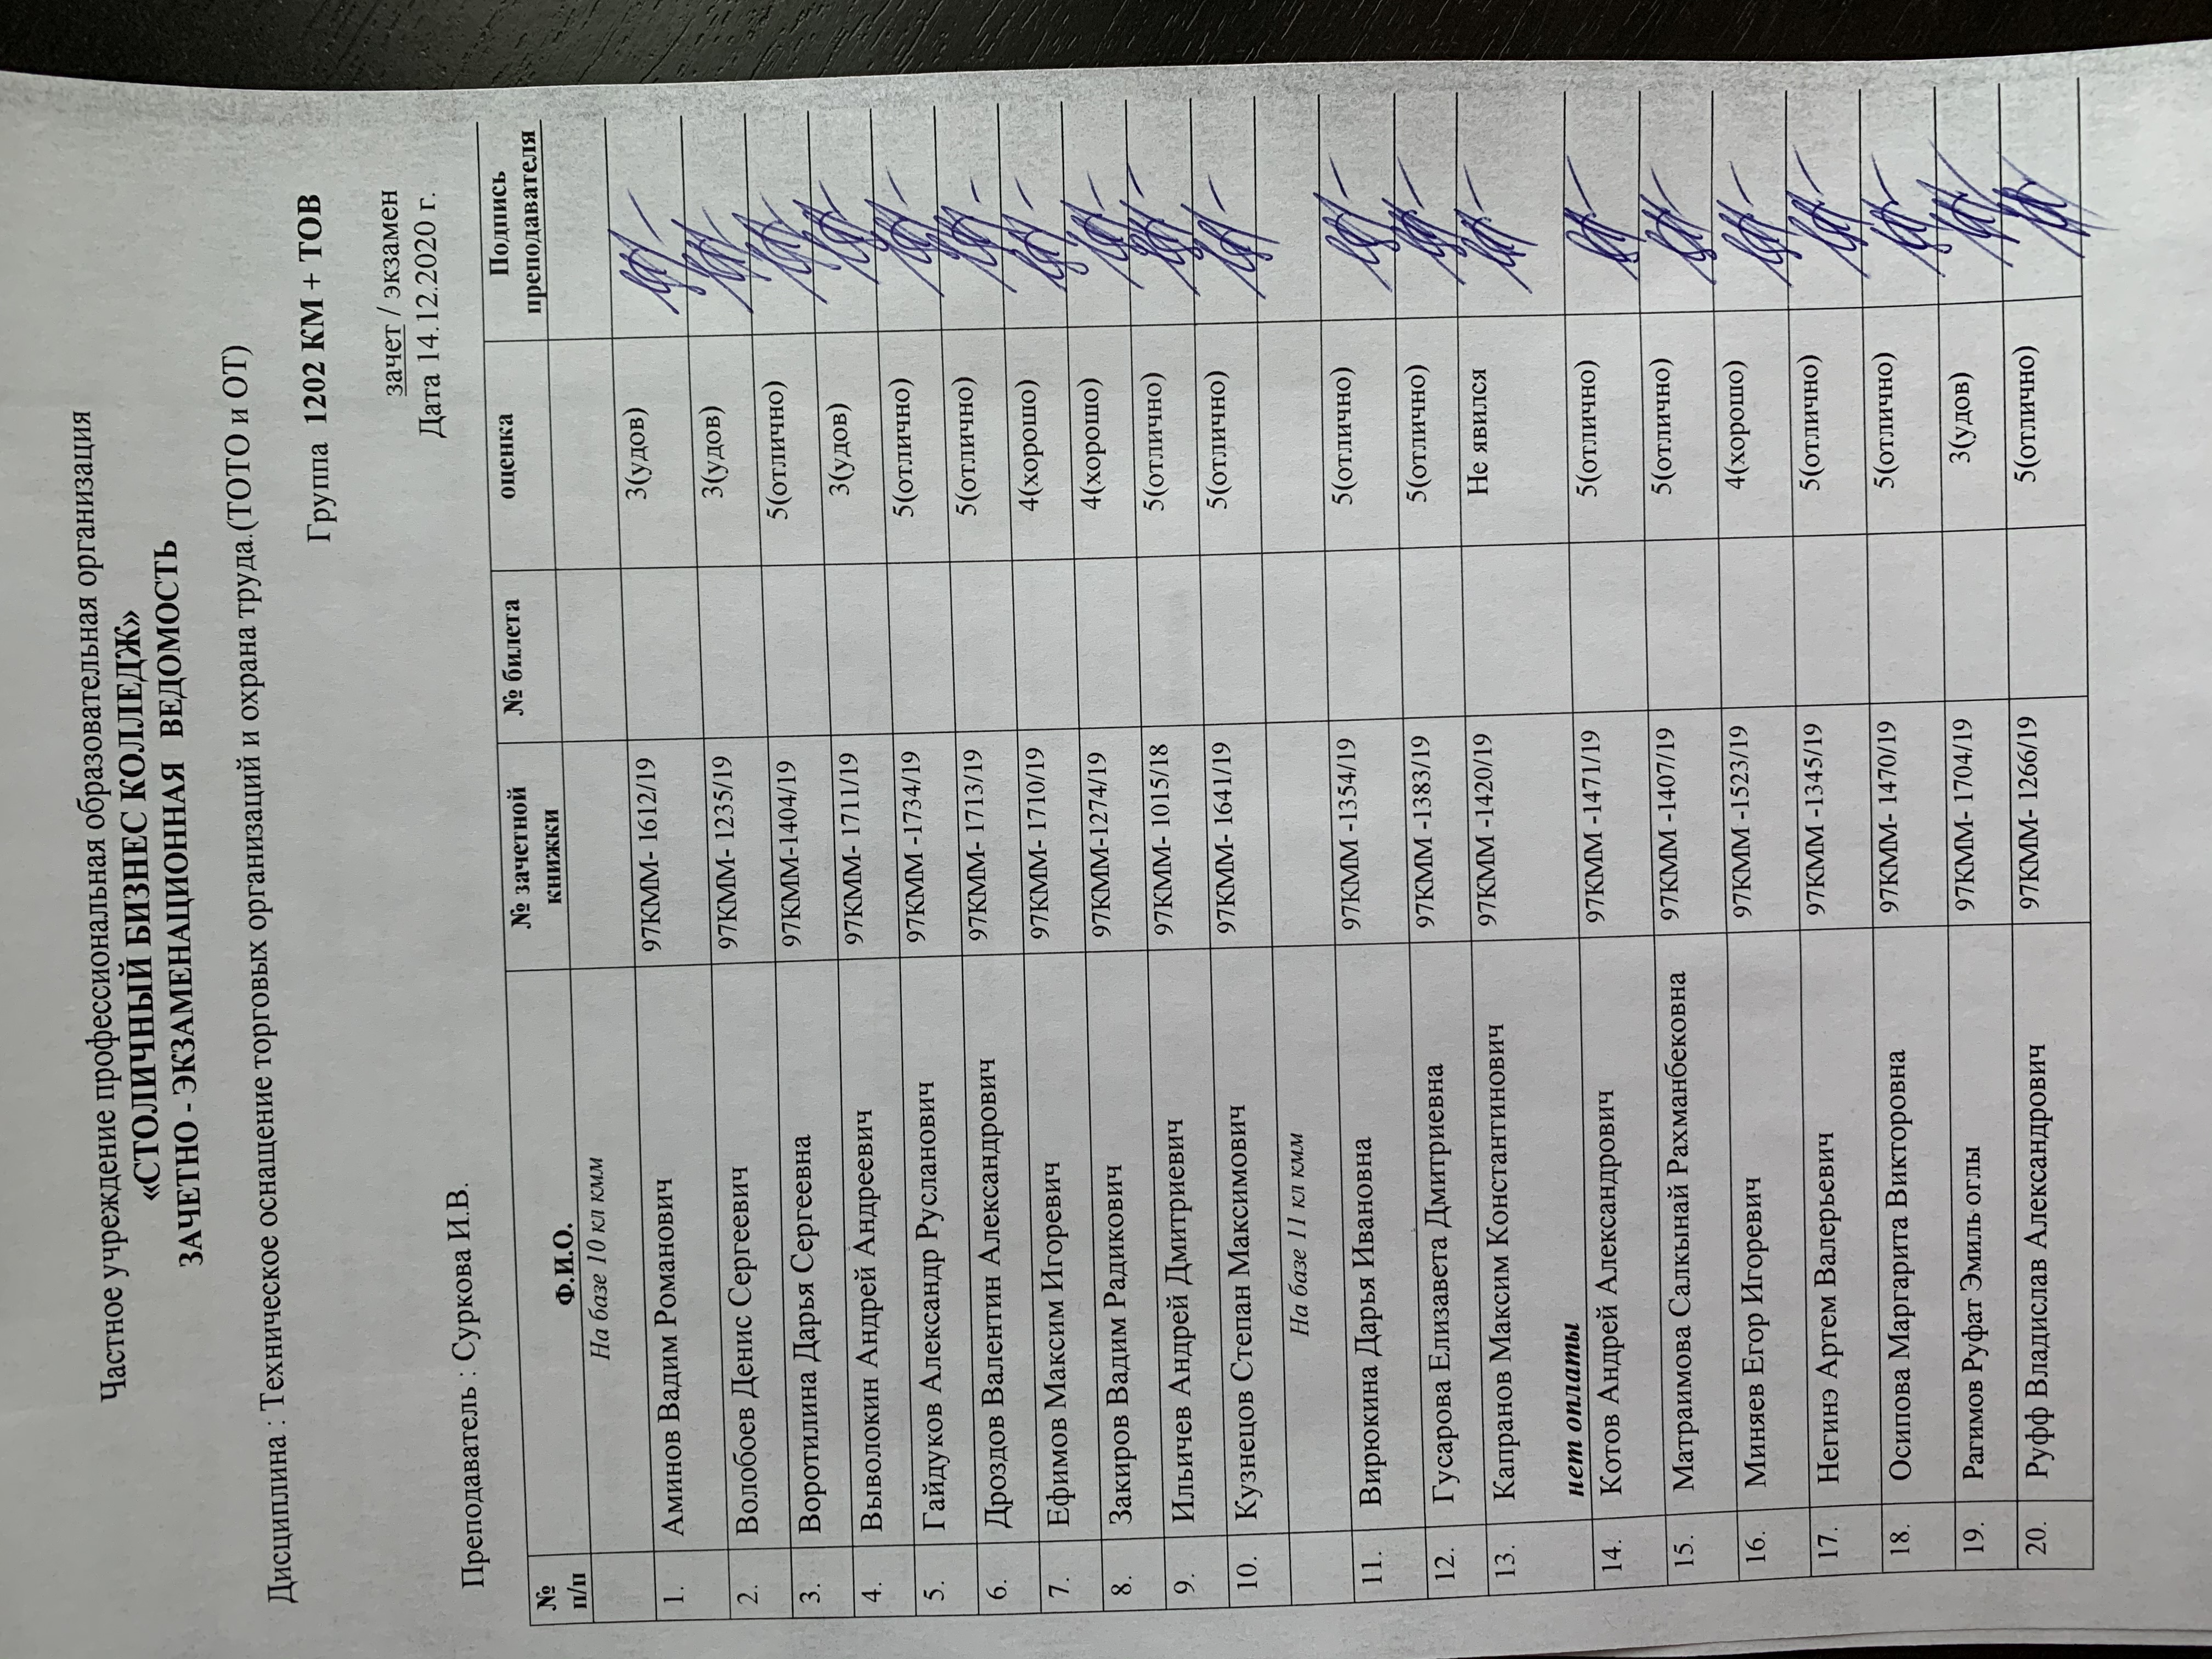 Частное учреждение профессиональная образовательная организация
«СТОЛИЧНЫЙ БИЗНЕС КОЛЛЕДЖ»
ЗАЧЕТНО - ЭКЗАМЕНАЦИОННАЯ ВЕДОМОСТЬ
Дисциплина : Техническое оснащение торговых организаций и охрана труда.(ТОТО и ОТ)
Группа 1202 КМ + ТОВ
зачет / экзамен
Дата 14.12.2020 г.
Преподаватель : Суркова И.В.
№ п/п Ф.И.О. № зачетной книжки № билета оценка Подпись преподавателя
На базе 10 кл кмм
1. Аминов Вадим Романович 97КММ- 1612/19 3(удов)
2. Волобоев Денис Сергеевич 97КММ- 1235/19 3(удов)
3. Воротилина Дарья Сергеевна 97КММ-1404/19 5(отлично)
4. Выволокин Андрей Андреевич 97КММ- 1711/19 3(удов)
5. Гайдуков Александр Русланович 97КММ -1734/19 5(отлично)
6. Дроздов Валентин Александрович 97КММ- 1713/19 5(отлично)
7. Ефимов Максим Игоревич 97КММ- 1710/19 4(хорошо)
8. Закиров Вадим Радикович 97КММ-1274/19 4(хорошо)
9. Ильичев Андрей Дмитриевич 97КММ- 1015/18 5(отлично)
10. Кузнецов Степан Максимович 97КММ- 1641/19 5(отлично)
На базе 11 кл кмм
11. Вирюкина Дарья Ивановна 97КММ -1354/19 5(отлично)
12. Гусарова Елизавета Дмитриевна 97КММ -1383/19 5(отлично)
13. Капранов Максим Константинович 97КММ -1420/19 Не явился
нет оплаты
14. Котов Андрей Александрович 97КММ -1471/19 5(отлично)
15. Матраимова Салкынай Рахманбековна 97КММ -1407/19 5(отлично)
16. Миняев Егор Игоревич 97КММ -1523/19 4(хорошо)
17. Негинэ Артем Валерьевич 97КММ -1345/19 5(отлично)
18. Осипова Маргарита Викторовна 97КММ- 1470/19 5(отлично)
19. Рагимов Руфат Эмиль оглы 97КММ- 1704/19 3(удов)
20. Руфф Владислав Александрович 97КММ- 1266/19 5(отлично)